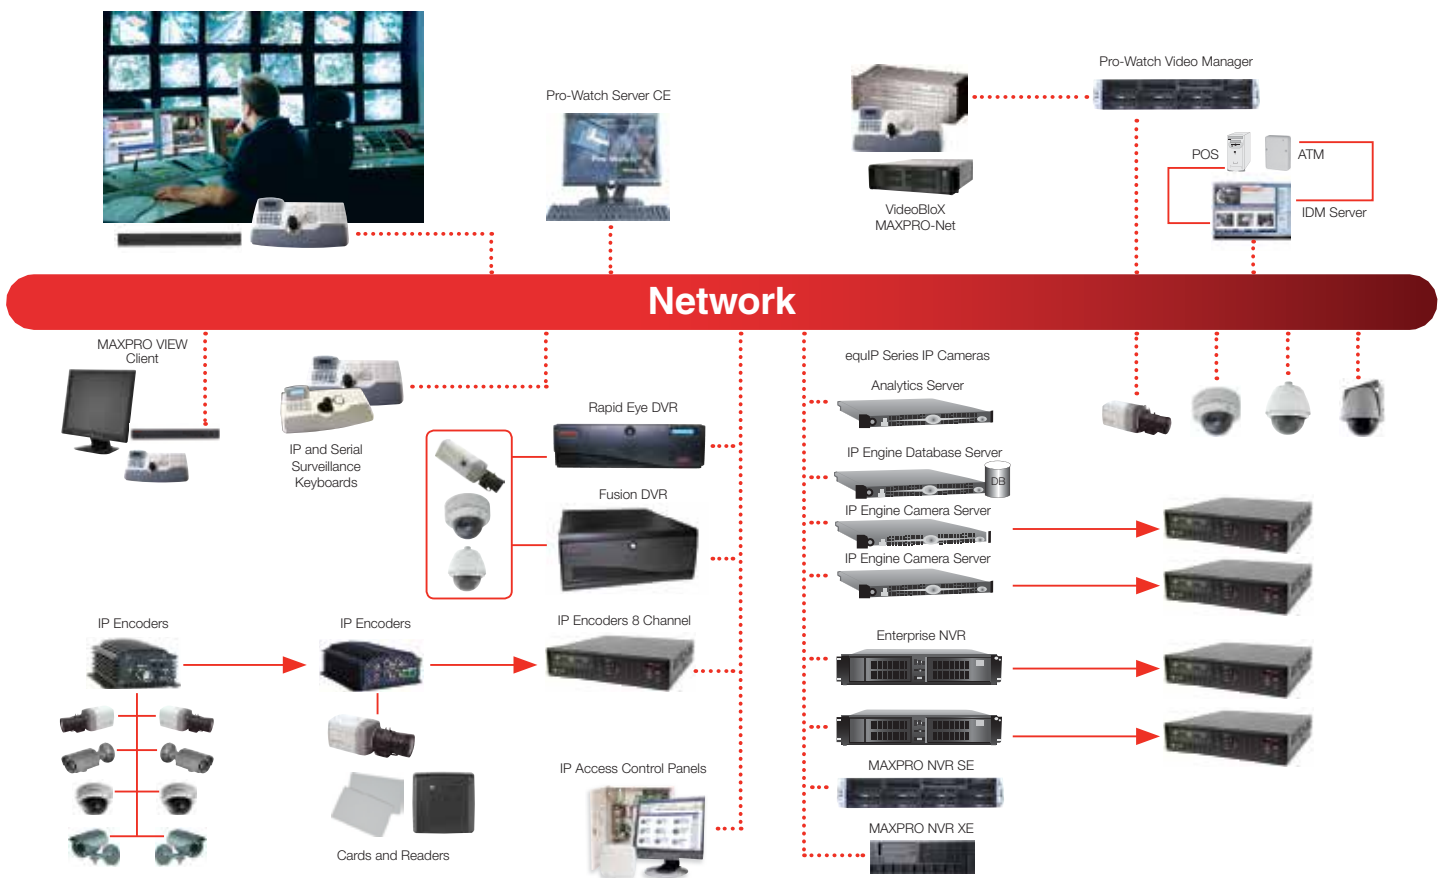 Pro-Watch Server CE
Pro-Watch Video Manager
POS
ATM
IDM Server
VideoBloX
MAXPRO-Net
Network
MAXPRO VIEW
Client
IP and Serial
Surveillance
Keyboards
Rapid Eye DVR
Fusion DVR
equIP Series IP Cameras
Analytics Server
IP Engine Database Server
DB
IP Engine Camera Server
IP Engine Camera Server
IP Encoders
IP Encoders
IP Encoders 8 Channel
Enterprise NVR
MAXPRO NVR SE
MAXPRO NVR XE
IP Access Control Panels
Cards and Readers